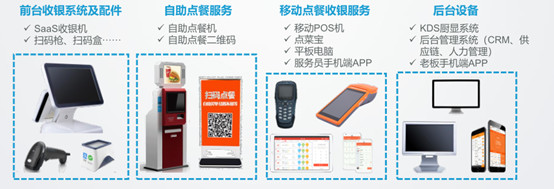 前台收银系统及配件
✓ SaaS收银机
✓ 扫码枪、扫码盒……
自助点餐服务
✓ 自助点餐机
✓ 自助点餐二维码
扫码点餐
移动点餐收银服务
✓ 移动POS机
✓ 点菜宝
✓ 平板电脑
✓ 服务员手机端APP
后台设备
✓ KDS厨显系统
✓ 后台管理系统（CRM、供
应链、人力管理）
✓ 老板手机端APP